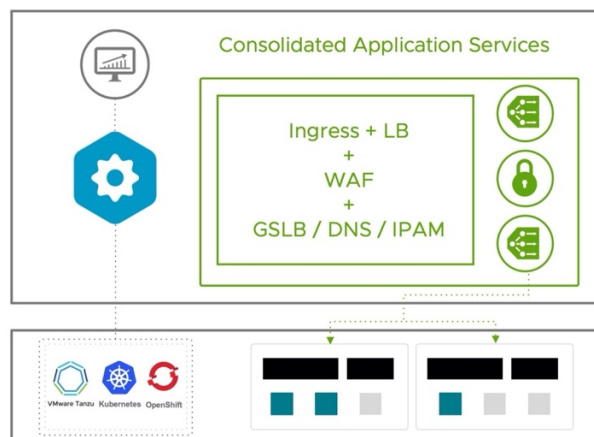 Consolidated Application Services
Ingress + LB
+
WAF
+
GSLB / DNS / IPAM
VMware Tanzu
Kubernetes
OpenShift